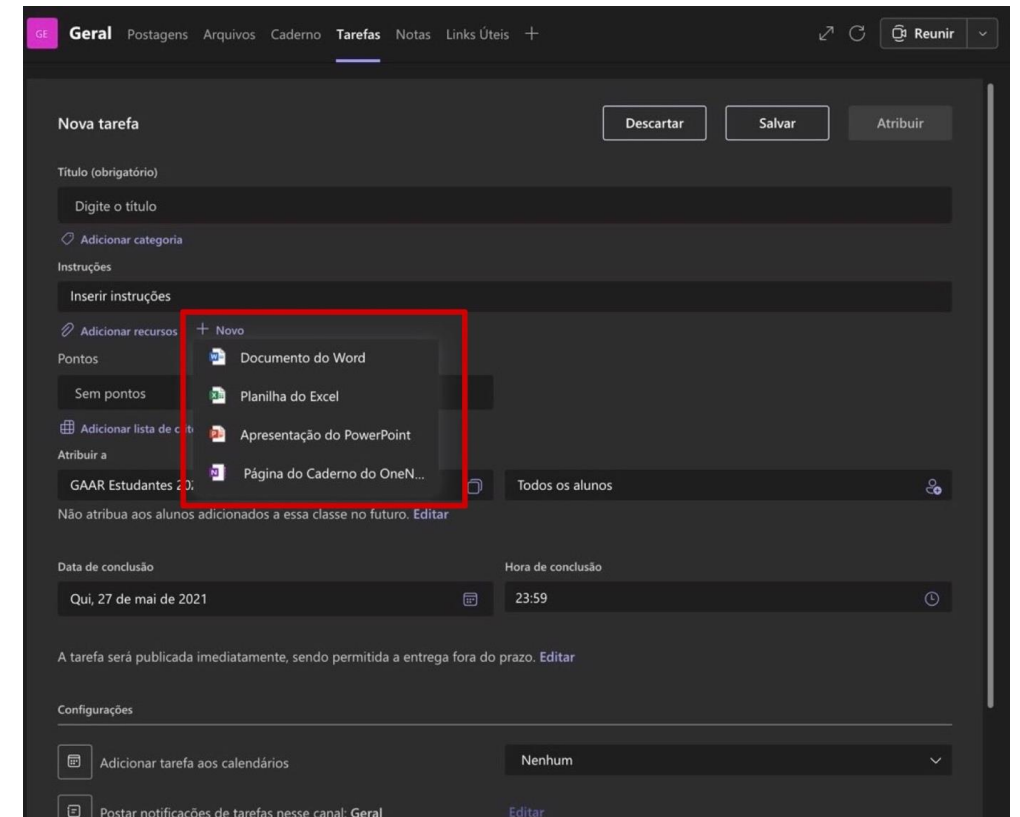 GE Geral Postagens Arquivos Caderno Tarefas Notas Links Úteis Reunir
Nova tarefa Descartar Salvar Atribuir
Título (obrigatório)
Digite o título
Adicionar categoria
Instruções
Inserir instruções
Adicionar recursos + Novo
Documento do Word
Pontos
Sem pontos
Planilha do Excel
Adicionar lista de
Apresentação do PowerPoint
Atribuir a
Página do Caderno do OneN...
GAAR Estudantes Todos os alunos
Não atribua aos alunos adicionados a essa classe no futuro. Editar
Data de conclusão Hora de conclusão
Qui, 27 de mai de 2021 23:59
A tarefa será publicada imediatamente, sendo permitida a entrega fora do prazo. Editar
Configurações
Adicionar tarefa aos calendários Nenhum
Postar notificações de tarefas nesse canal: Geral Editar